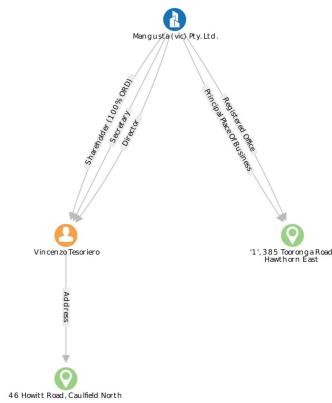 Mangusta (vic) Pty. Ltd.
Shareholder (100% ORD)
Secretary
Director
Registered Office
Principal Place Of Business
Vincenzo Tesoriero
'1', 385 Tooronga Road
Hawthorn East
Address
46 Howitt Road, Caulfield North